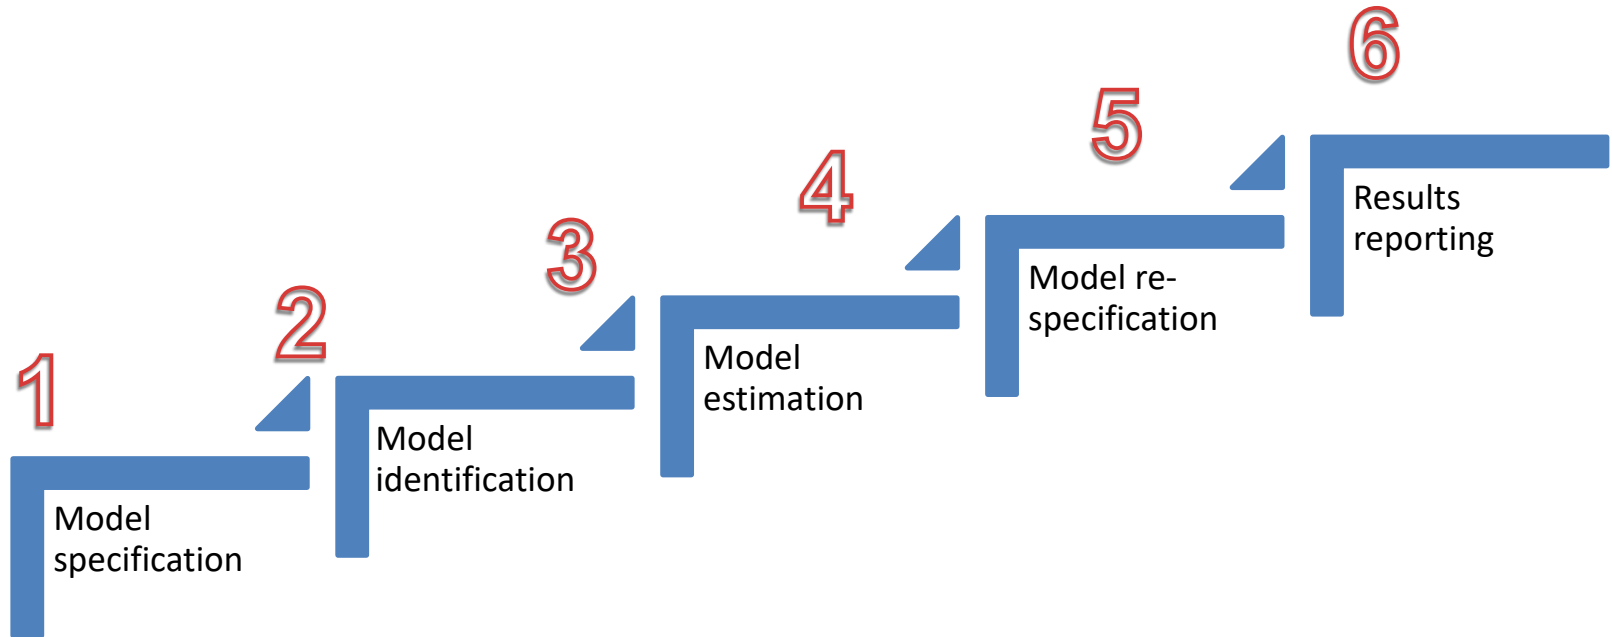 1
Model
specification
2
Model
identification
3
4
Model
estimation
5
Model re-
specification
6
Results
reporting